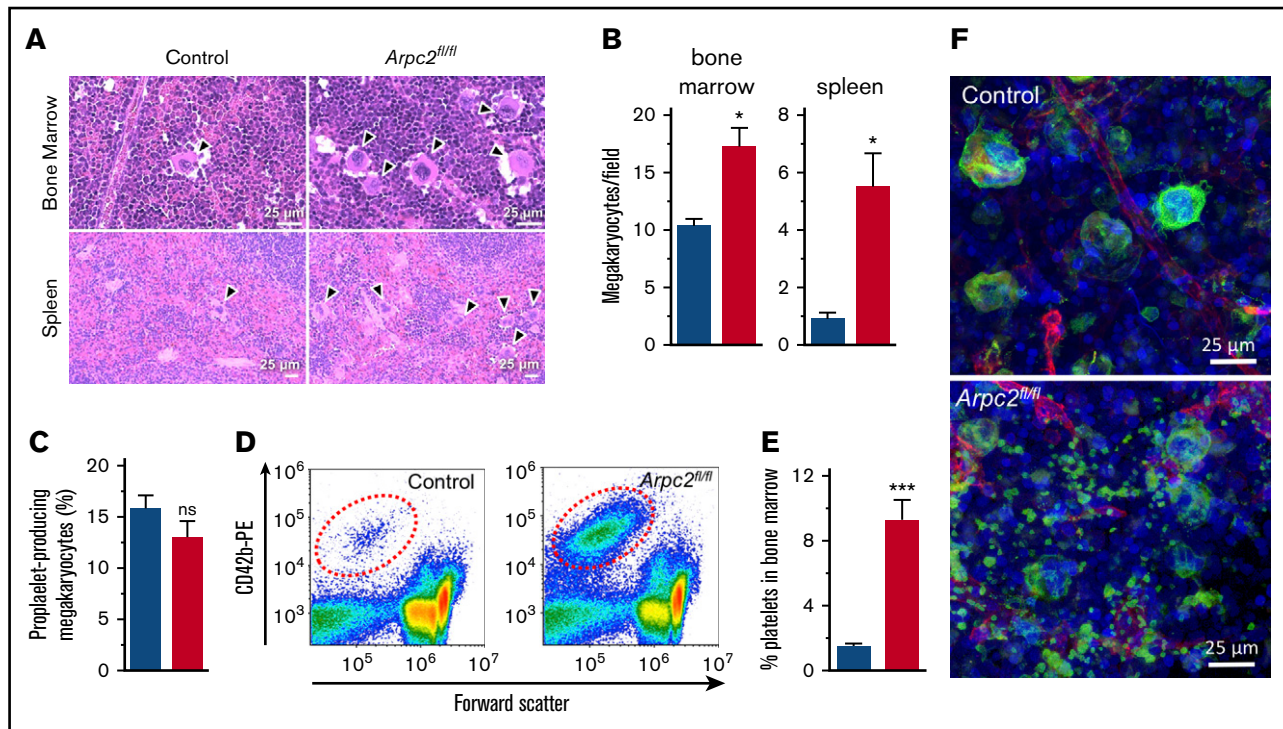 A
Control
Arpc2fl/fl
Bone Marrow
25 µm
25 µm
Spleen
25 µm
25 µm
B
bone
marrow
spleen
Megakaryocytes/field
20
15
10
5
0
*
8
6
4
2
0
*
C
Proplaelet-producing
megakaryocytes (%)
20
15
10
5
0
ns
D
CD42b-PE
10⁶
10⁵
10⁴
10³
Control
10⁵ 10⁶ 10⁷
10⁶
10⁵
10⁴
10³
Arpc2fl/fl
10⁵ 10⁶ 10⁷
Forward scatter
E
% platelets in bone marrow
12
8
4
0
***
F
Control
25 µm
Arpc2fl/fl
25 µm